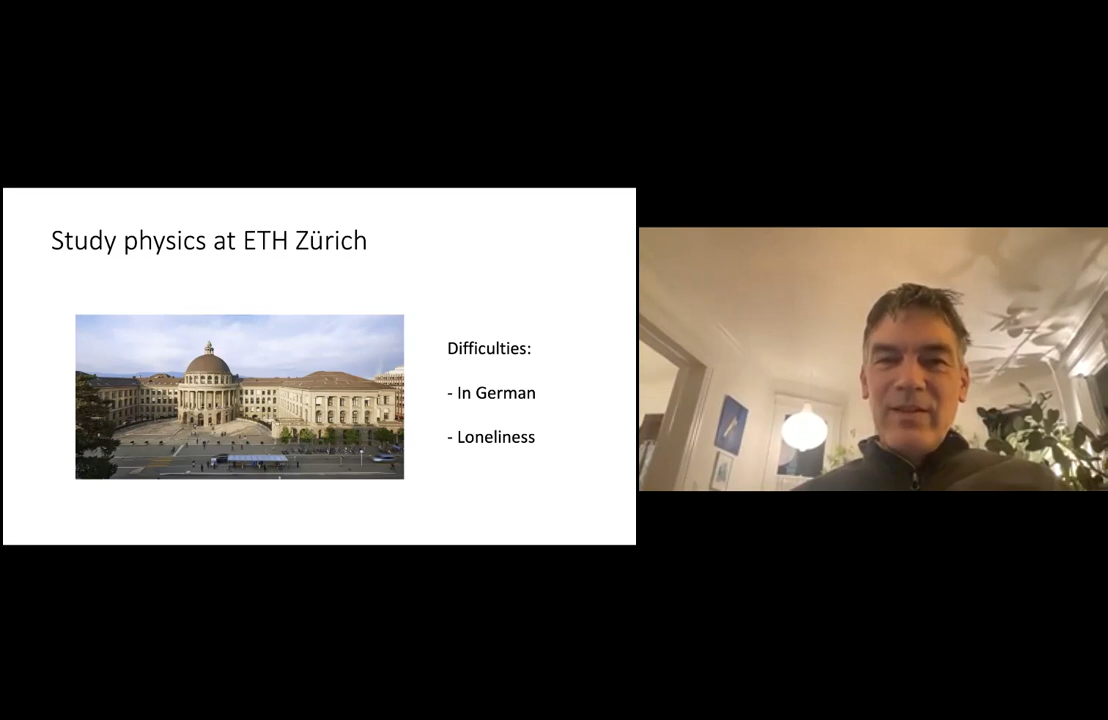 Study physics at ETH Zürich
Difficulties:
- In German
- Loneliness